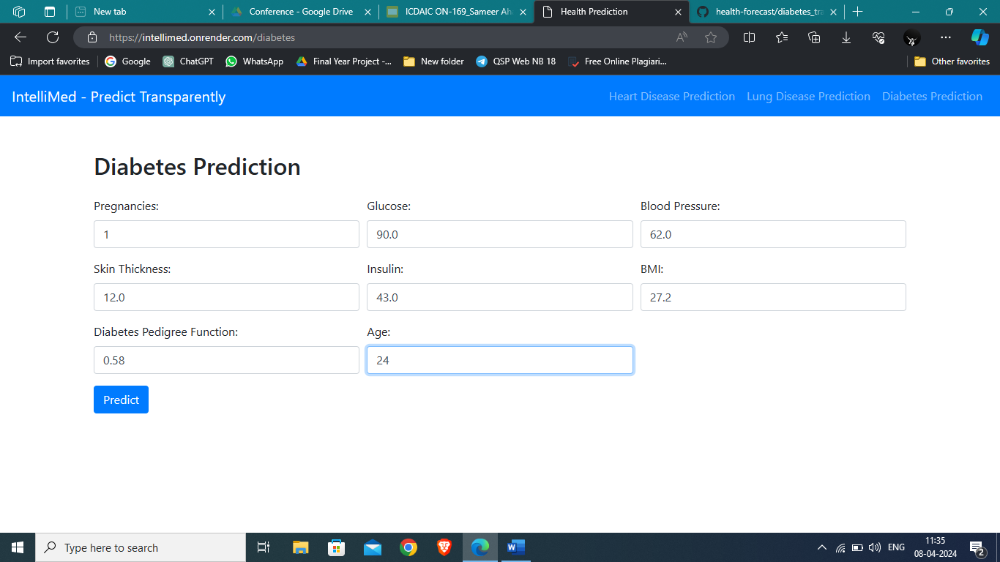 New tab
Conference - Google Drive
ICDAIC ON-169_Sameer Ah
Health Prediction
health-forecast/diabetes_tra
https://intellimed.onrender.com/diabetes
Import favorites
Google
ChatGPT
WhatsApp
Final Year Project -...
New folder
QSP Web NB 18
Free Online Plagiari...
Other favorites
IntelliMed - Predict Transparently
Heart Disease Prediction
Lung Disease Prediction
Diabetes Prediction
Diabetes Prediction
Pregnancies:
Glucose:
Blood Pressure:
1
90.0
62.0
Skin Thickness:
Insulin:
BMI:
12.0
43.0
27.2
Diabetes Pedigree Function:
Age:
0.58
24
Predict
Type here to search
ENG
11:35
08-04-2024
2